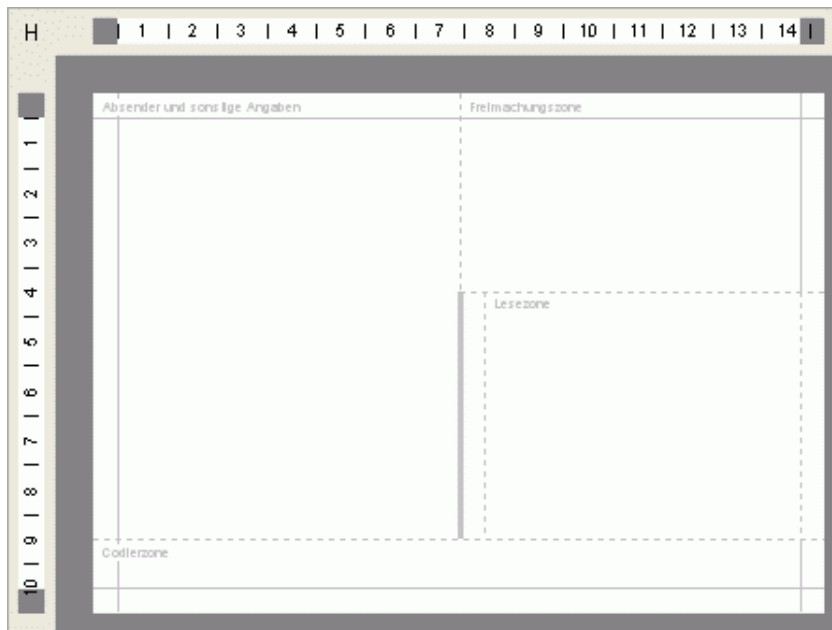 H
| 1 | 2 | 3 | 4 | 5 | 6 | 7 | 8 | 9 | 10 | 11 | 12 | 13 | 14 |
Absender und sonstige Angaben
Freimachungszone
1 | 2 | 3 | 4 | 5 | 6 | 7 | 8 | 9 | 10
Lesezone
Codierzone